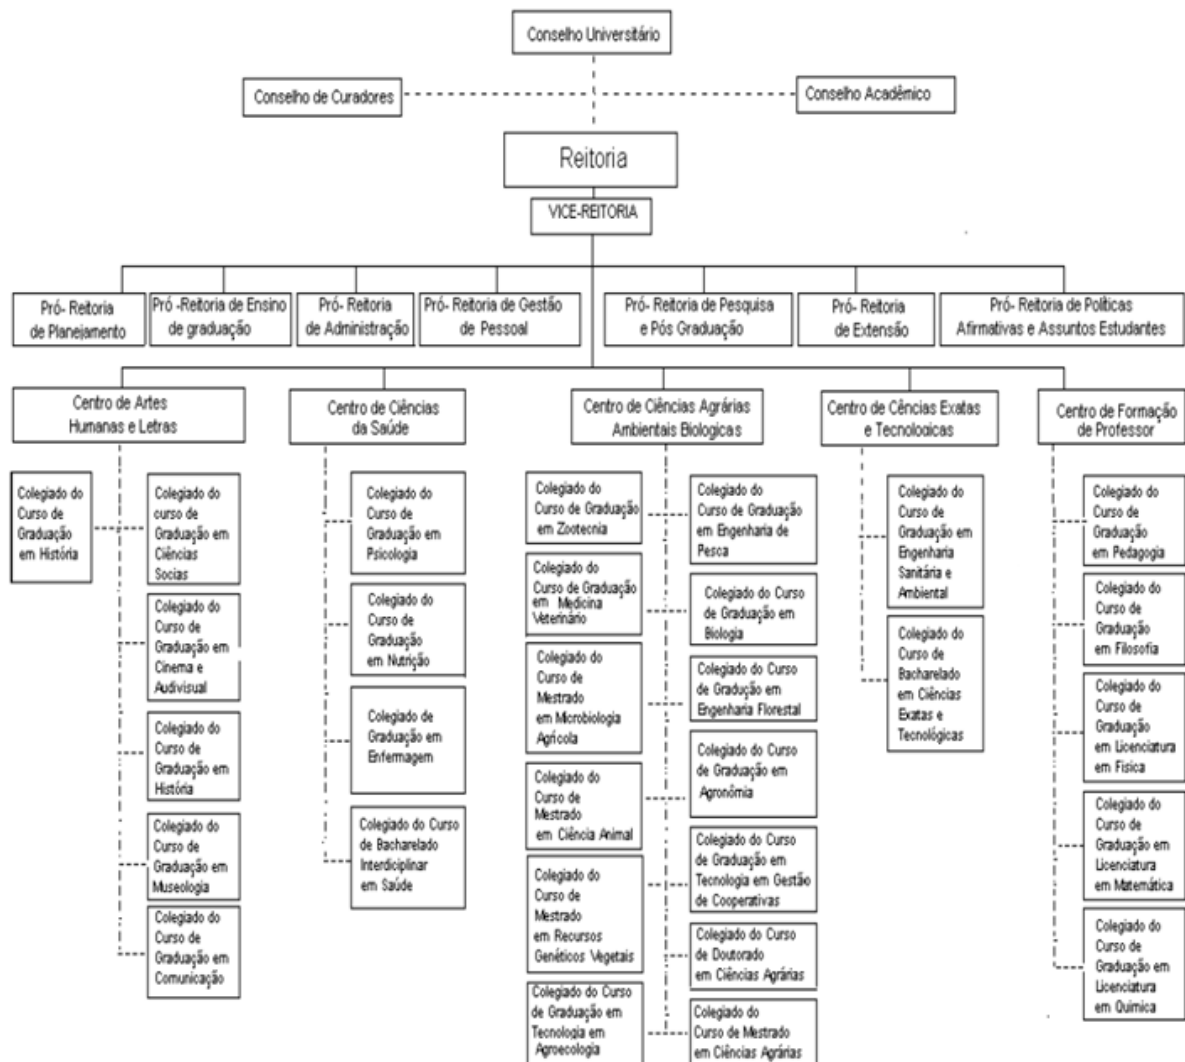 Conselho Universitário
Conselho de Curadores
Conselho Acadêmico
Reitoria
VICE-REITORIA
Pró- Reitoria
de Planejamento
Pró -Reitoria de Ensino
de graduação
Pró- Reitoria
de Administração
Pró- Reitoria de Gestão
de Pessoal
Pró- Reitoria de Pesquisa
e Pós Graduação
Pró- Reitoria
de Extensão
Pró- Reitoria de Políticas
Afirmativas e Assuntos Estudantes
Centro de Artes
Humanas e Letras
Centro de Ciências
da Saúde
Centro de Ciências Agrárias
Ambientais Biologicas
Centro de Cências Exatas
e Tecnologicas
Centro de Formação
de Professor
Colegiado do
Curso de
Graduação
em História
Colegiado do
curso de
Graduação em
Ciências
Socias
Colegiado do
Curso de
Graduação em
Cinema e
Audivisual
Colegiado do
Curso de
Graduação em
História
Colegiado do
Curso de
Graduação em
Museologia
Colegiado do
Curso de
Graduação em
Comunicação
Colegiado do
Curso de
Graduação em
Psicologia
Colegiado do
Curso de
Graduação
em Nutrição
Colegiado de
Graduação em
Enfermagem
Colegiado do Curso
de Bacharelado
Interdiciplinar
em Saúde
Colegiado do
Curso de Graduação
em Zootecnia
Colegiado do
Curso de Graduação
em Medicina
Veterinário
Colegiado do
Curso de
Mestrado
em Microbiologia
Agrícola
Colegiado do
Curso de
Mestrado
em Ciência Animal
Colegiado do
Curso de
Mestrado
em Recursos
Genéticos Vegetais
Colegiado do Curso
de Graduação em
Tecnologia em
Agroecologia
Colegiado do
Curso de Graduação
em Engenharia de
Pesca
Colegiado do Curso
de Graduação em
Biologia
Colegiado do Curso
de Gradução em
Engenharia Florestal
Colegiado do Curso
de Graduação em
Agronômia
Colegiado do Curso
de Graduação em
Tecnologia em Gestão
de Cooperativas
Colegiado do Curso
de Doutorado
em Ciências Agrárias
Colegiado do
Curso de Mestrado
em Ciências Agrárias
Colegiado do
Curso de
Graduação em
Engenharia
Sanitária e
Ambiental
Colegiado do
Curso de
Bacharelado
em Ciências
Exatas e
Tecnológicas
Colegiado do
Curso de
Graduação
em Pedagogia
Colegiado do
Curso de
Graduação
em Filosofia
Colegiado do
Curso de
Graduação
em Licenciatura
em Fisica
Colegiado do
Curso de
Graduação em
Licenciatura
em Matemática
Colegiado do
Curso de
Graduação em
Licenciatura
em Quimica